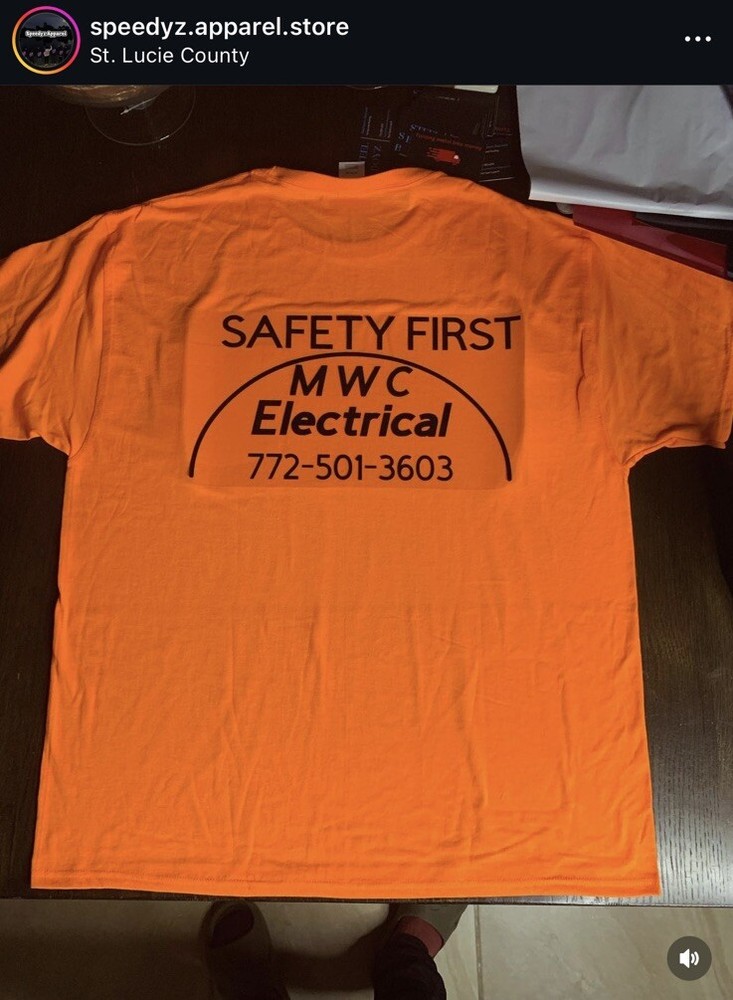 speedyz.apparel.store
St. Lucie County
SAFETY FIRST
M W C
Electrical
772-501-3603